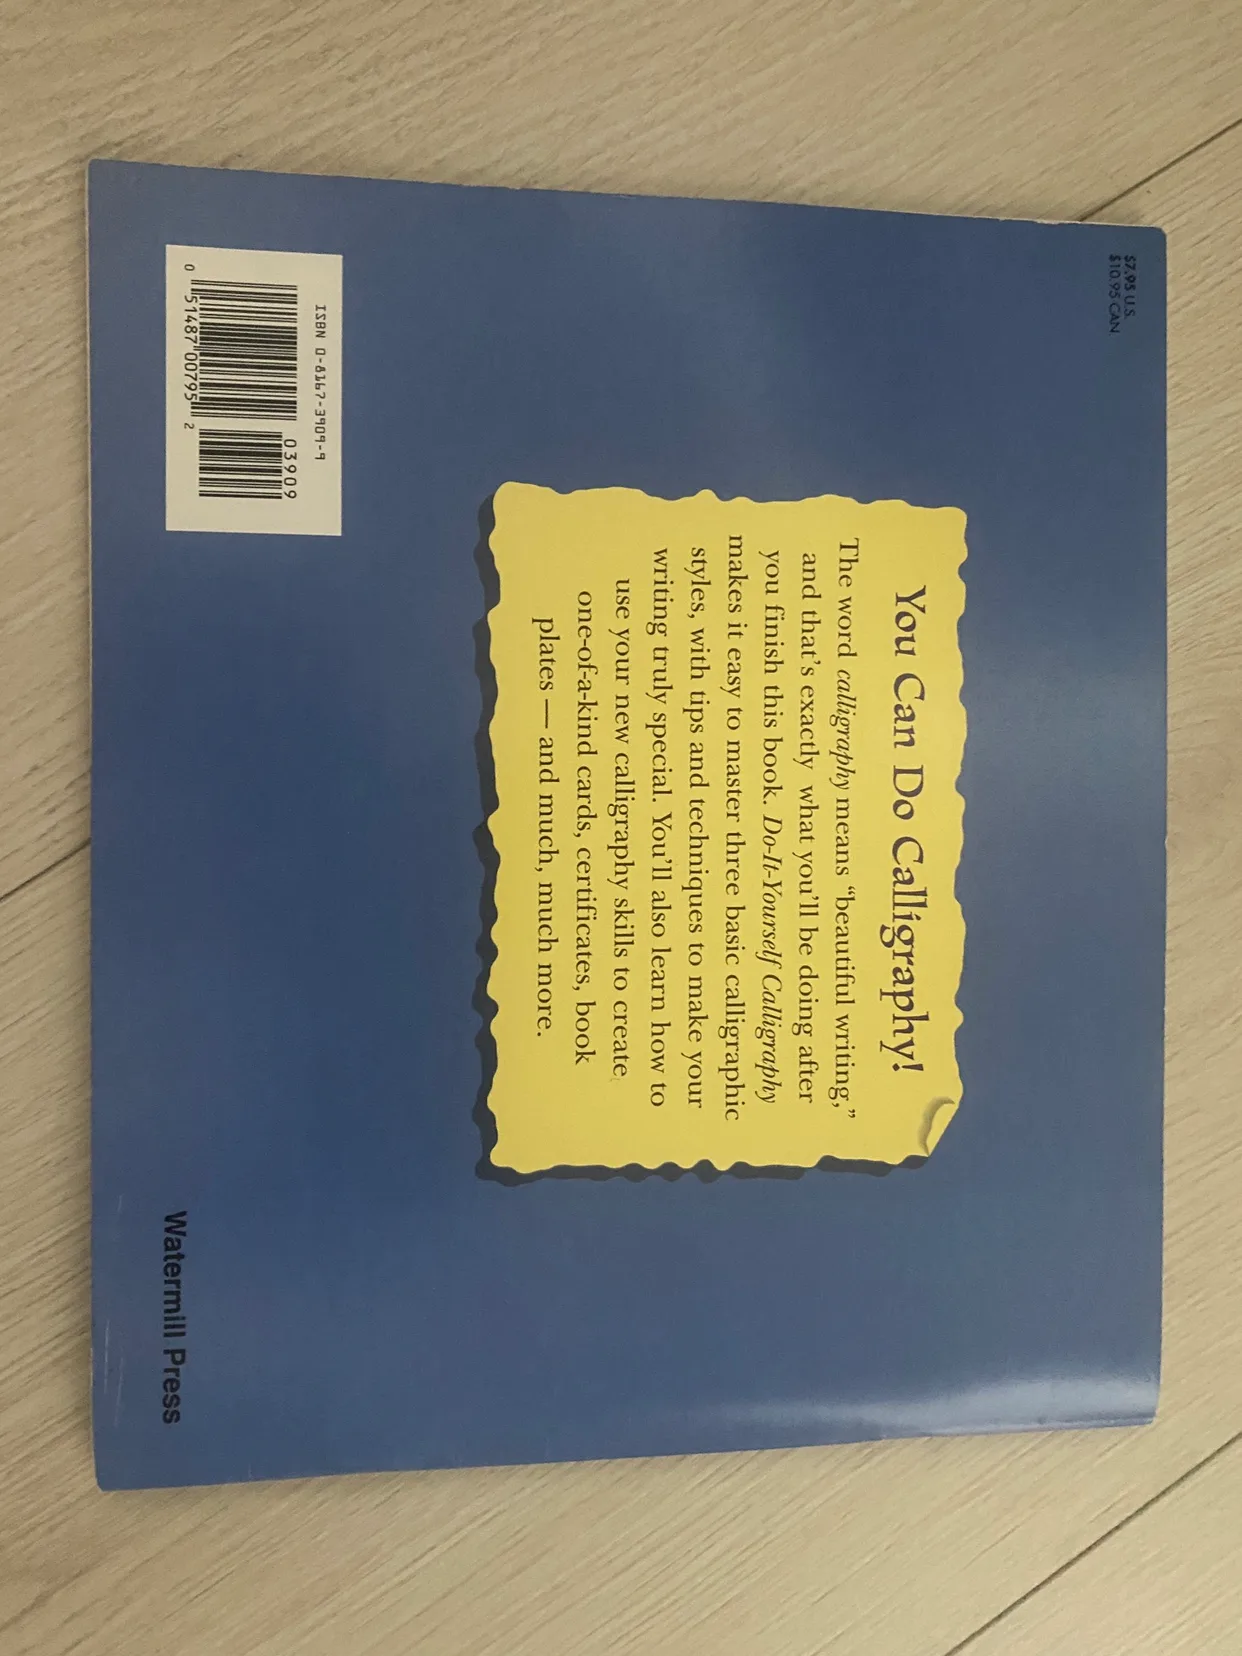 $7.95 U.S.
$10.95 CAN
You Can Do Calligraphy!
The word calligraphy means “beautiful writing,”
and that’s exactly what you’ll be doing after
you finish this book. Do-It-Yourself Calligraphy
makes it easy to master three basic calligraphic
styles, with tips and techniques to make your
writing truly special. You’ll also learn how to
use your new calligraphy skills to create
one-of-a-kind cards, certificates, book
plates — and much, much more.
ISBN 0-8167-3909-9
03909
0 51487 00795 2
Watermill Press